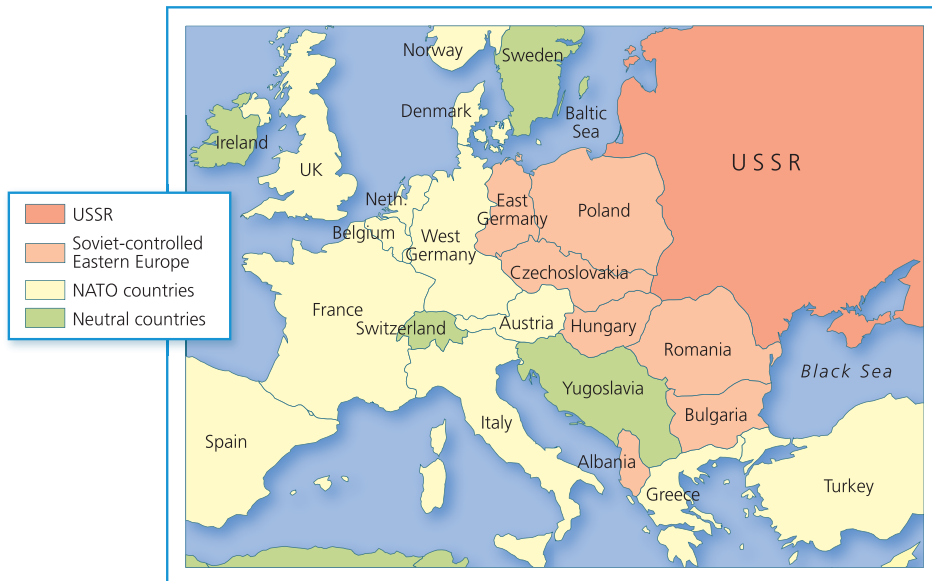 Norway
Sweden
Denmark
Baltic
Sea
Ireland
UK
USSR
Neth.
East
Germany
Poland
Belgium
West
Germany
Czechoslovakia
France
Switzerland
Austria
Hungary
Romania
Black Sea
Yugoslavia
Bulgaria
Italy
Spain
Albania
Greece
Turkey
USSR
Soviet-controlled
Eastern Europe
NATO countries
Neutral countries